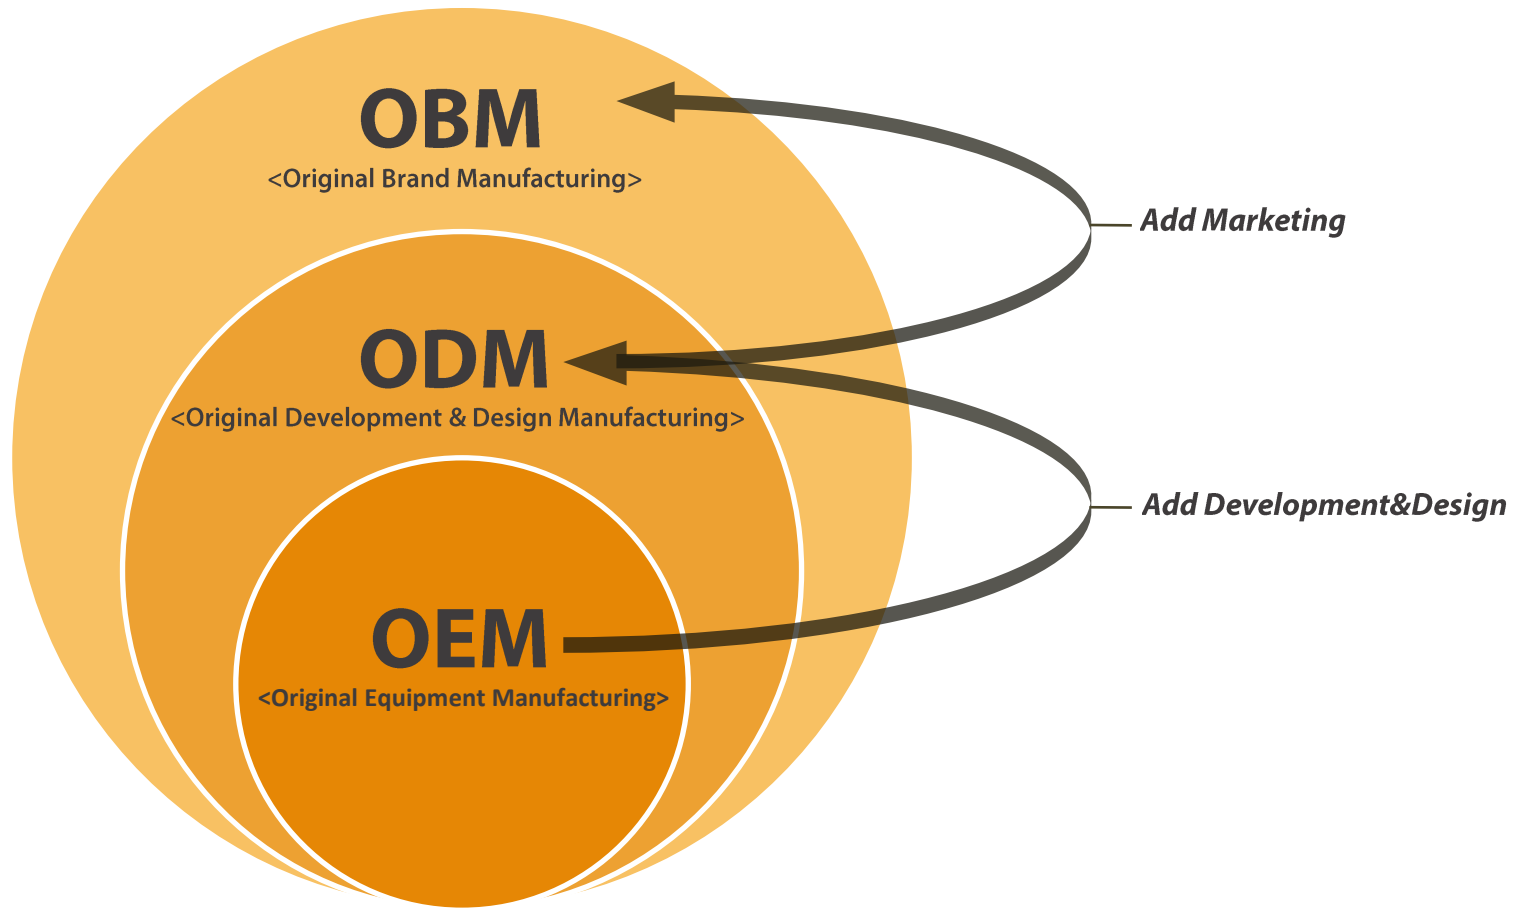 OBM
<Original Brand Manufacturing>
Add Marketing
ODM
<Original Development & Design Manufacturing>
Add Development&Design
OEM
<Original Equipment Manufacturing>